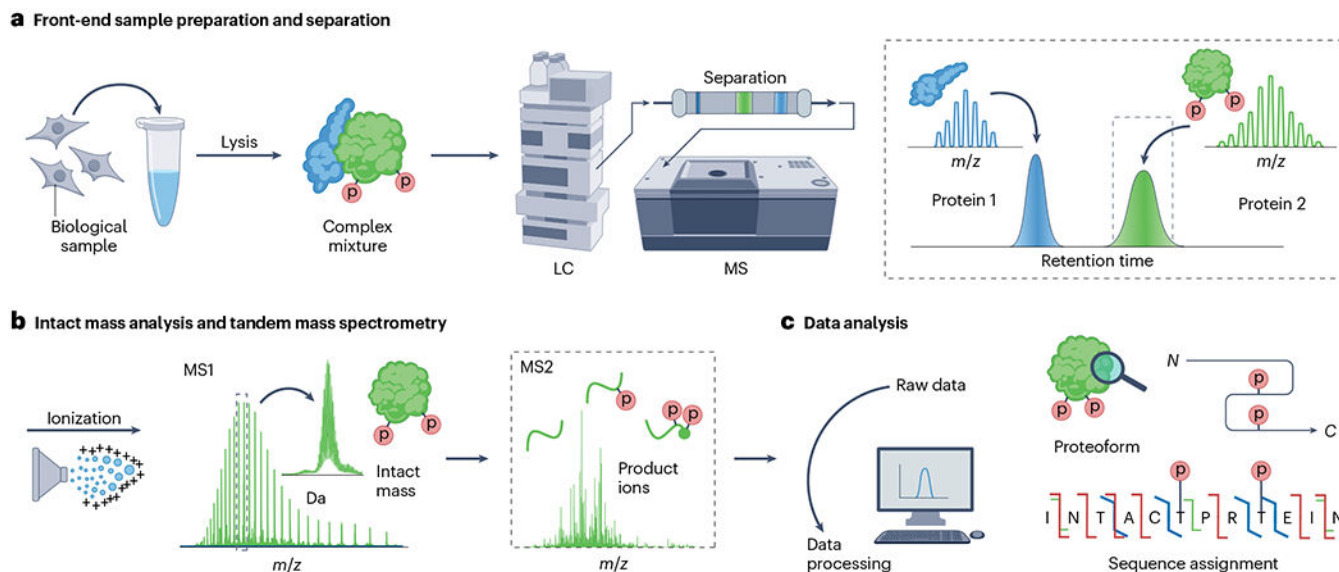 a Front-end sample preparation and separation
Biological
sample
Lysis
p
p
Complex
mixture
LC
Separation
MS
m/z
Protein 1
p
p
m/z
Protein 2
Retention time
b Intact mass analysis and tandem mass spectrometry
Ionization
+++++++++++++++++++++
MS1
Da
p
p
Intact
mass
m/z
MS2
p
p
p
Product
ions
m/z
c Data analysis
Raw data
Data
processing
p
p
Proteoform
N
p
p
C
p
p
I N T A C T P R T E I N
Sequence assignment